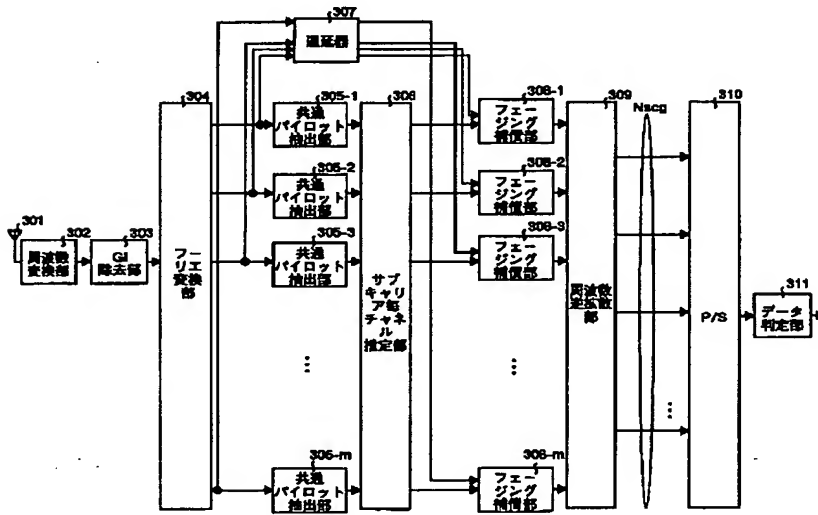 307
遅延器
304
305-1
共通
パイロット
抽出部
306
308-1
フェー
ジング
補償部
309
Nscg
310
305-2
共通
パイロット
抽出部
308-2
フェー
ジング
補償部
301
302
周波数
変換部
303
GI
除去部
フーリエ変換部
305-3
共通
パイロット
抽出部
サブ
キャリ
ア毎
チャネ
ル
推定部
308-3
フェー
ジング
補償部
周波数
逆拡散
部
P/S
311
データ
判定部
...
...
...
305-m
共通
パイロット
抽出部
308-m
フェー
ジング
補償部